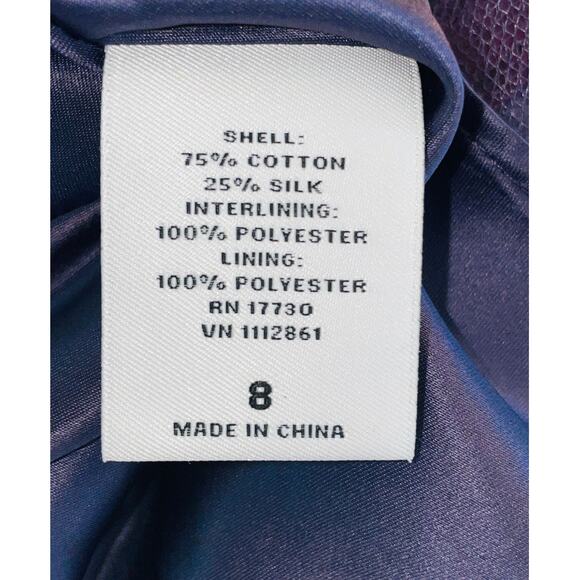 SHELL:
75% COTTON
25% SILK
INTERLINING:
100% POLYESTER
LINING:
100% POLYESTER
RN 17730
VN 1112861
8
MADE IN CHINA